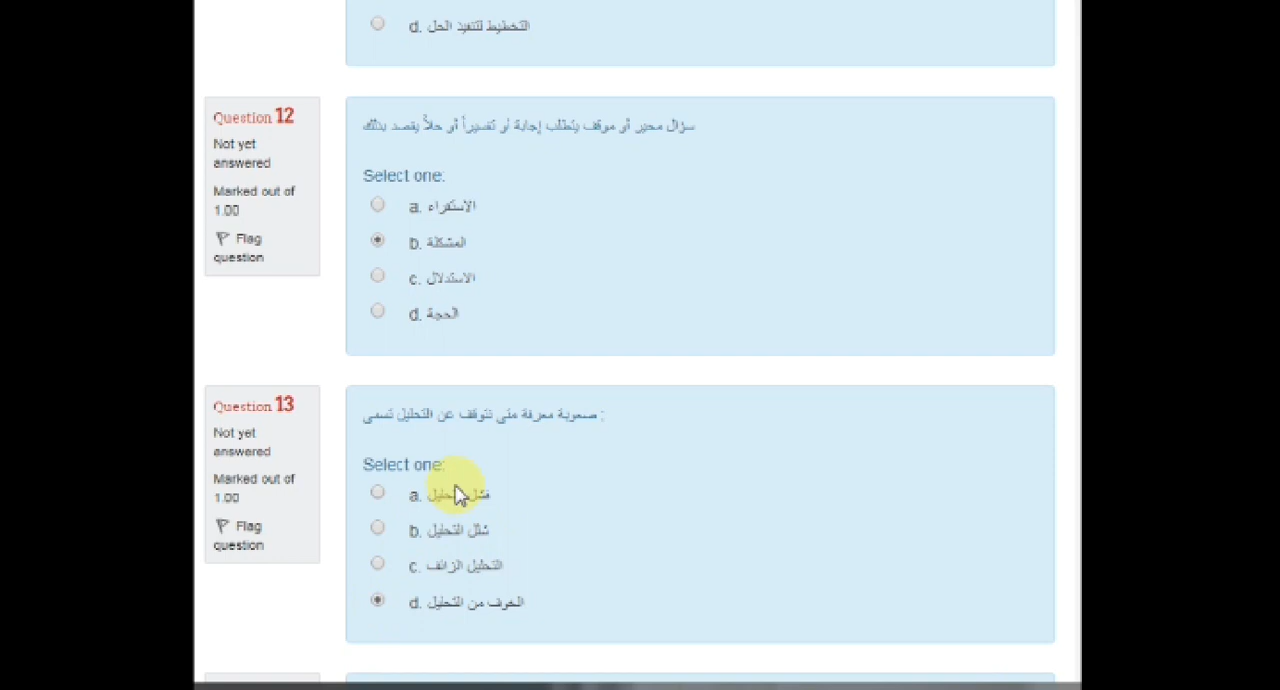 d. التخطيط لتنفيذ الحل
Question 12
Not yet
answered
Marked out of
1.00
Flag
question
سؤال محير أو موقف يتطلب إجابة أو تفسيراً أو حلاً يقصد بذلك
Select one:
a. الاستقراء
b. المشكلة
c. الاستدلال
d. الحجة
Question 13
Not yet
answered
Marked out of
1.00
Flag
question
صعوبة معرفة متى نتوقف عن التحليل تسمى :
Select one:
a. فشل التحليل
b. شلل التحليل
c. التحليل الزائف
d. الخوف من التحليل